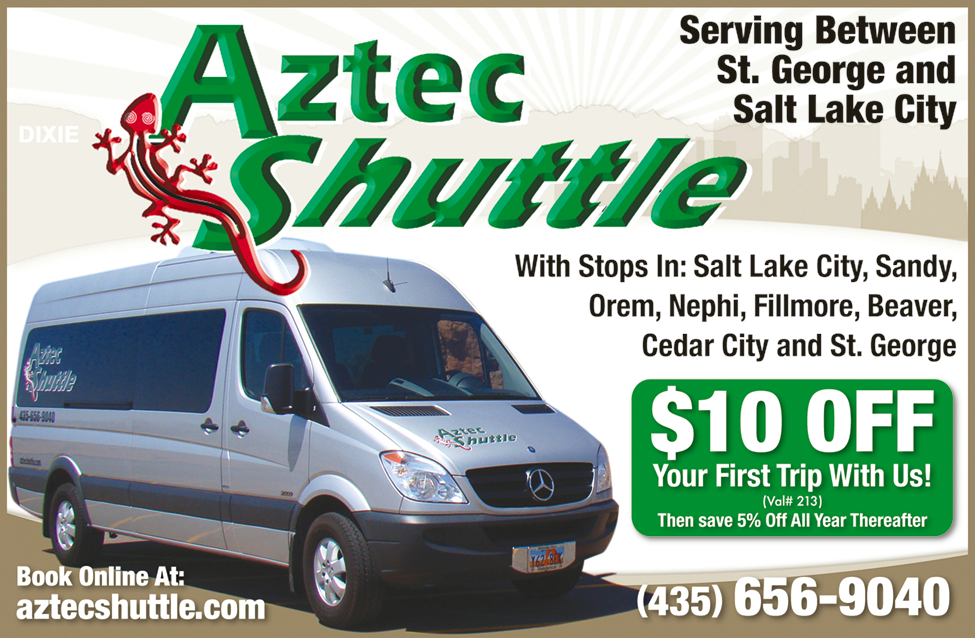 Aztec
Shuttle
Serving Between
St. George and
Salt Lake City
DIXIE
With Stops In: Salt Lake City, Sandy,
Orem, Nephi, Fillmore, Beaver,
Cedar City and St. George
Aztec
Shuttle
435-656-9040
Aztec
Shuttle
$10 OFF
Your First Trip With Us!
(Val# 213)
Then save 5% Off All Year Thereafter
Book Online At:
aztecshuttle.com
(435) 656-9040